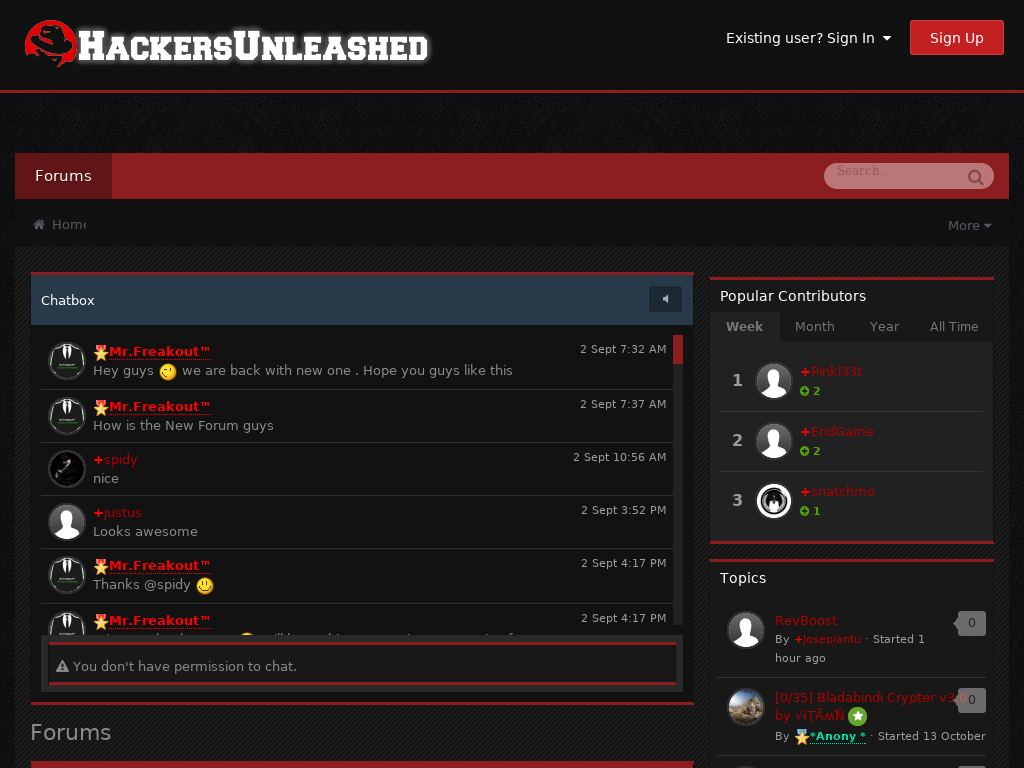 HACKERSUNLEASHED
Existing user? Sign In
Sign Up
Forums
Search...
Home
More
Chatbox
Mr.Freakout™
2 Sept 7:32 AM
Hey guys we are back with new one . Hope you guys like this
Mr.Freakout™
2 Sept 7:37 AM
How is the New Forum guys
+spidy
2 Sept 10:56 AM
nice
+justus
2 Sept 3:52 PM
Looks awesome
Mr.Freakout™
2 Sept 4:17 PM
Thanks @spidy
Mr.Freakout™
2 Sept 4:17 PM
You don't have permission to chat.
Forums
Popular Contributors
Week Month Year All Time
1
+Pinkl33t
2
2
+EndGame
2
3
+snatchmo
1
Topics
RevBoost
0
By +Josepiantu · Started 1
hour ago
[0/35] Bladabindi Crypter v3.0
0
by
By *Anony * · Started 13 October